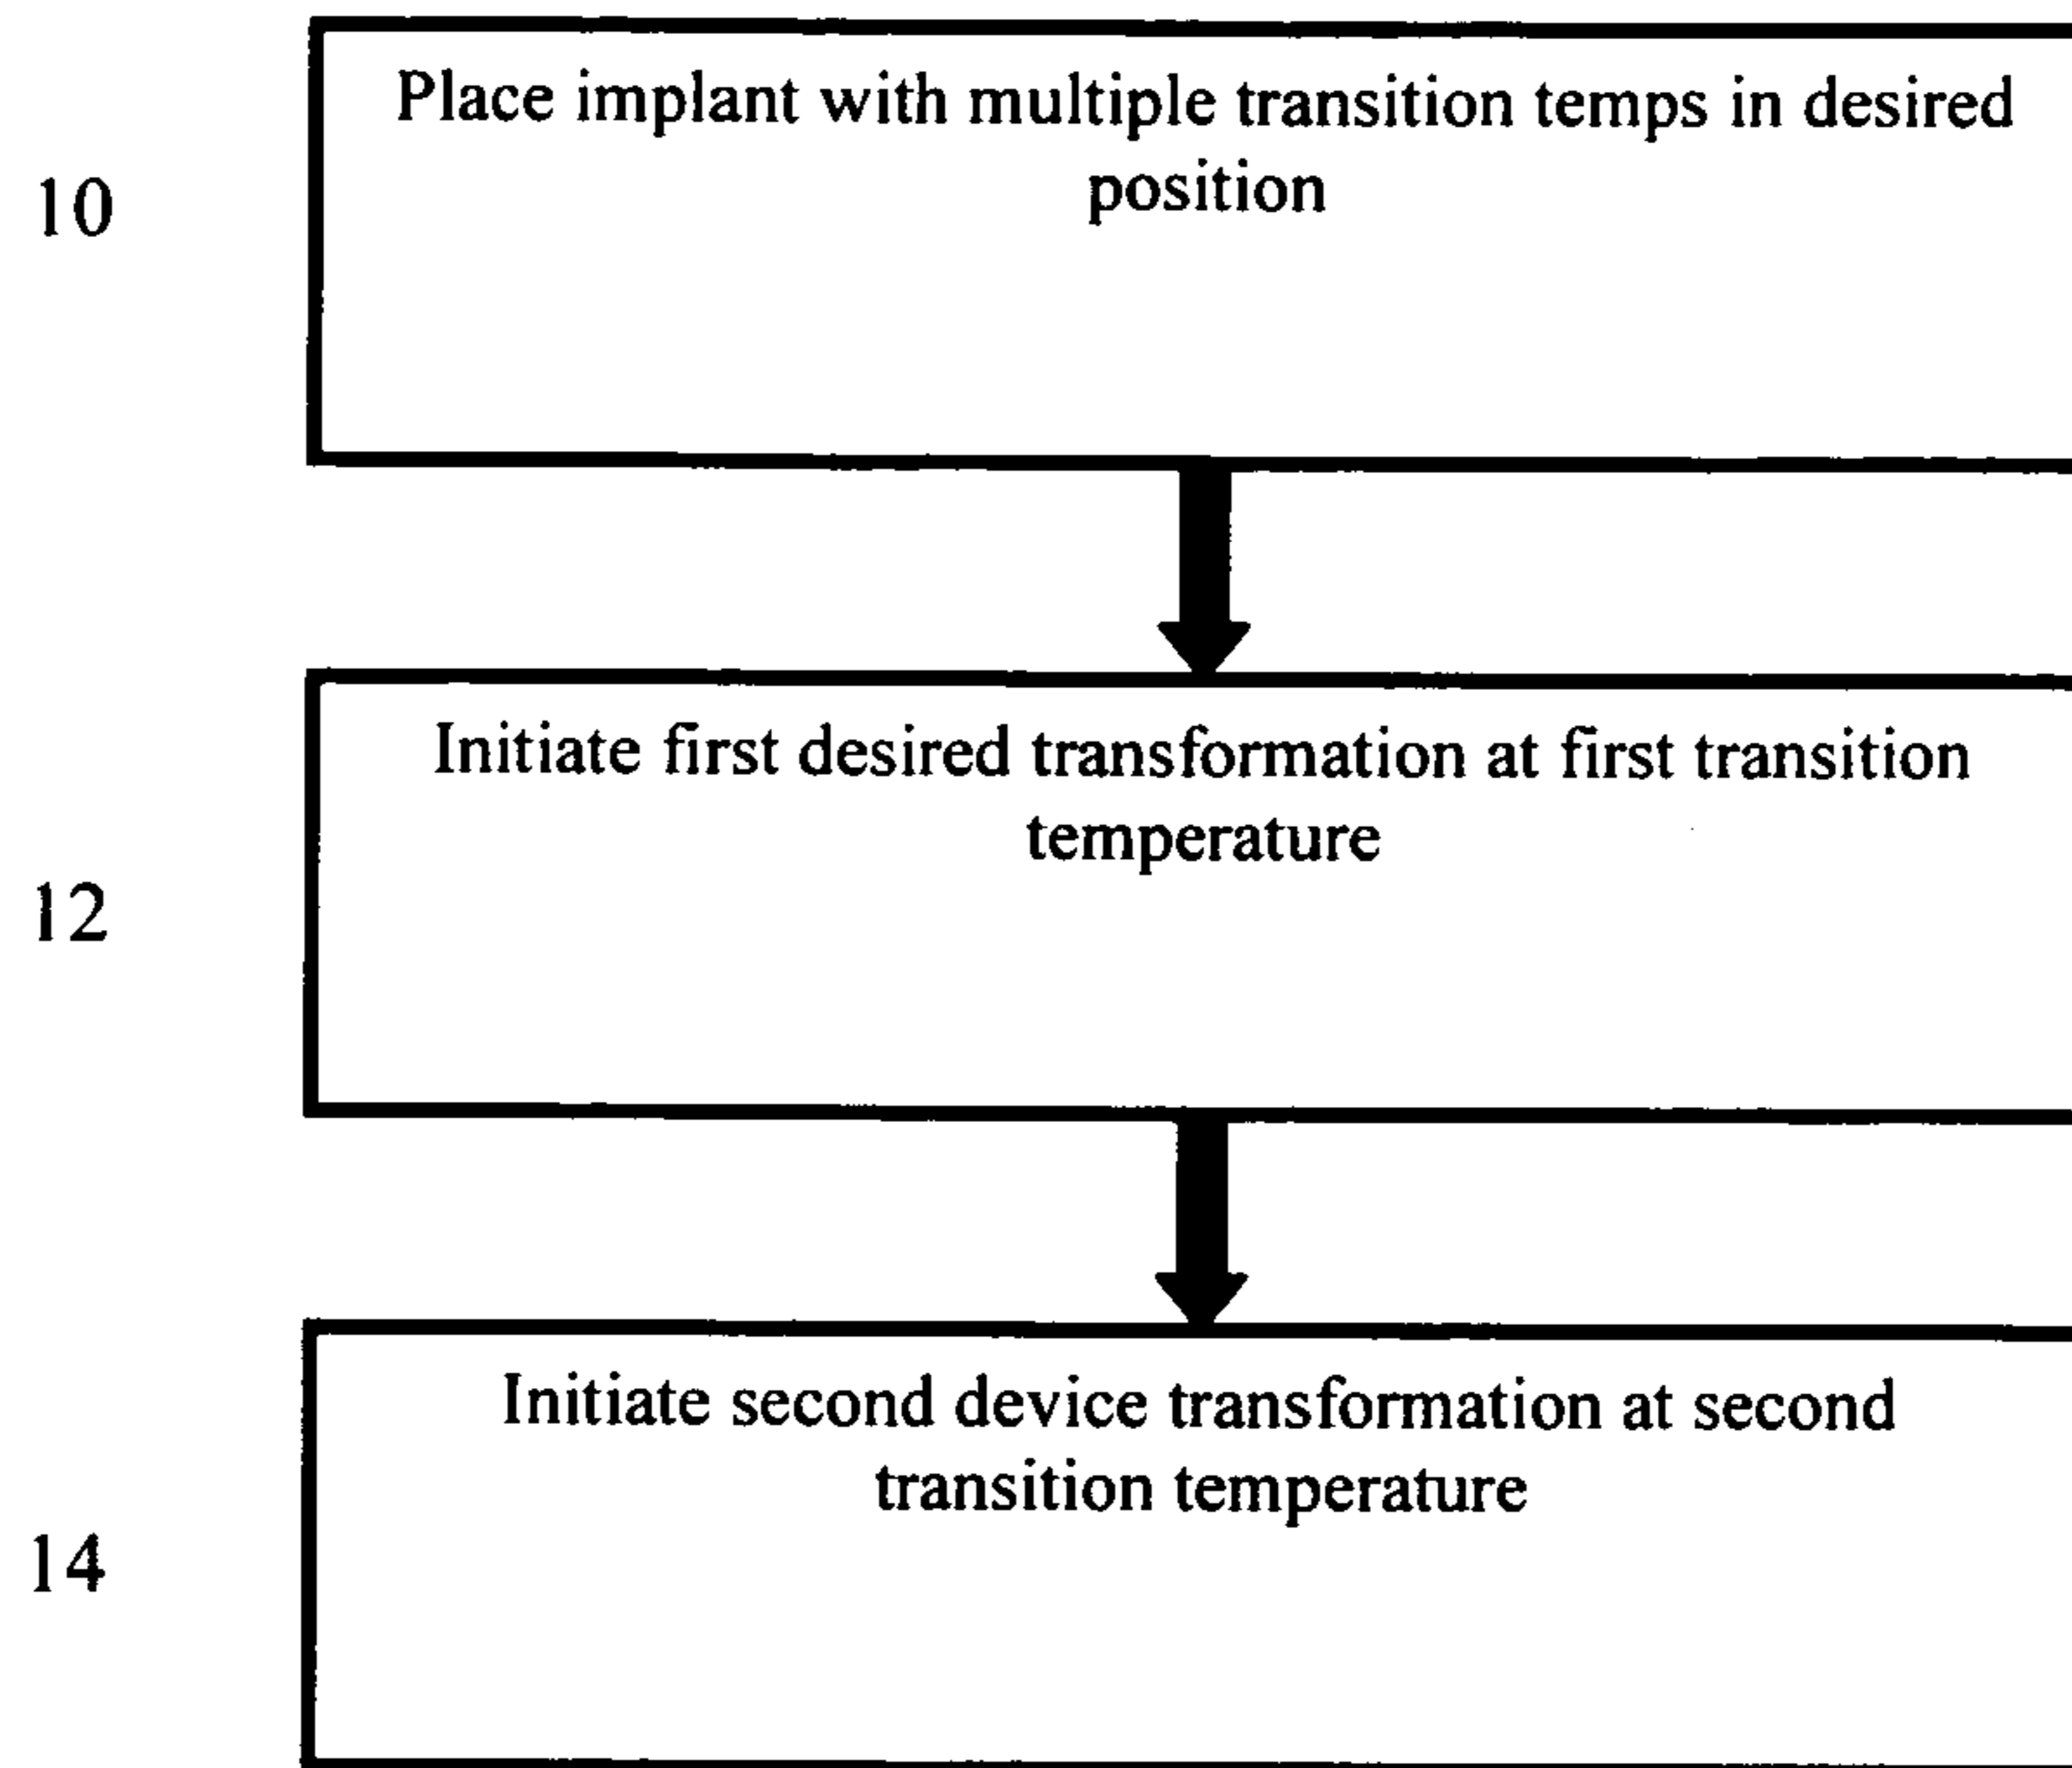 Place implant with multiple transition temps in desired
position
10
Initiate first desired transformation at first transition
temperature
12
Initiate second device transformation at second
transition temperature
14